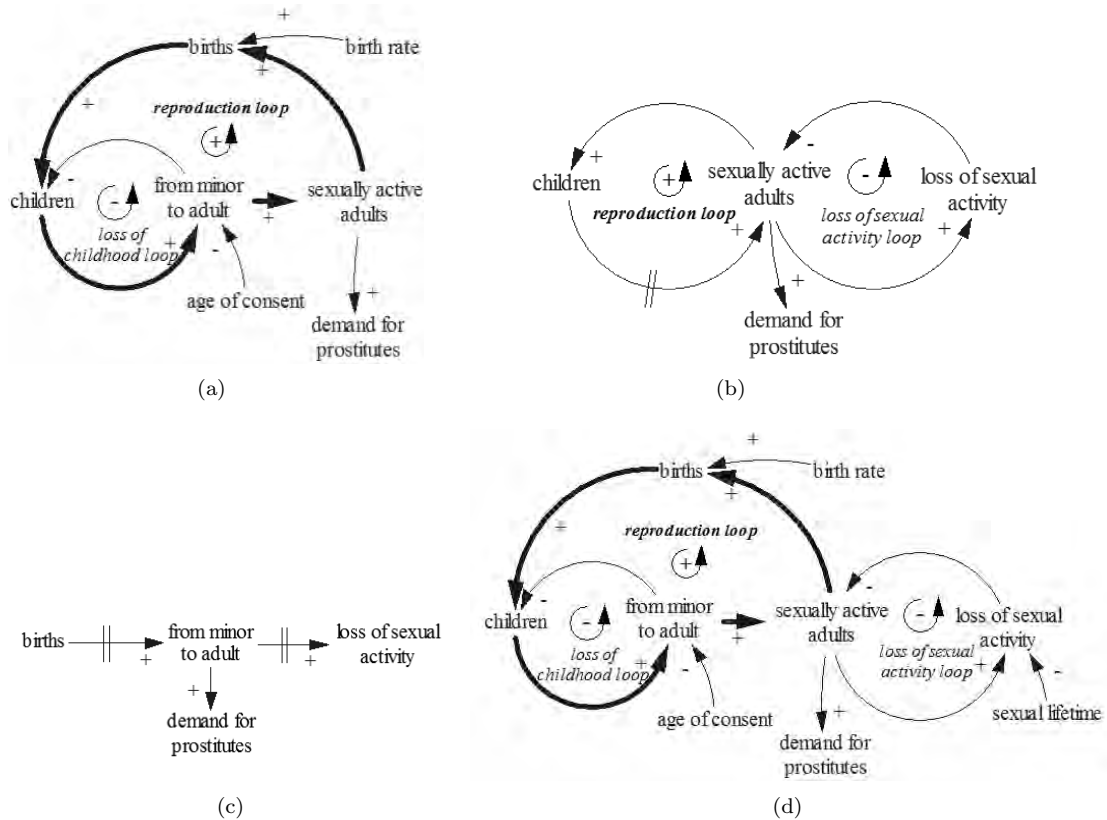 +
births
birth rate
+
+
reproduction loop
+
-
children
-
from minor
to adult
+
sexually active
adults
loss of
childhood loop
+
-
age of consent
+
demand for
prostitutes
(a)
+
children
+
reproduction loop
sexually active
adults
+
-
-
loss of sexual
activity loop
loss of sexual
activity
+
+
demand for
prostitutes
(b)
births
+
from minor
to adult
+
loss of sexual
activity
+
demand for
prostitutes
(c)
+
births
birth rate
+
+
reproduction loop
+
-
children
-
from minor
to adult
+
sexually active
adults
-
-
loss of sexual
activity
loss of
childhood loop
+
-
loss of sexual
activity loop
+
-
age of consent
+
sexual lifetime
demand for
prostitutes
(d)